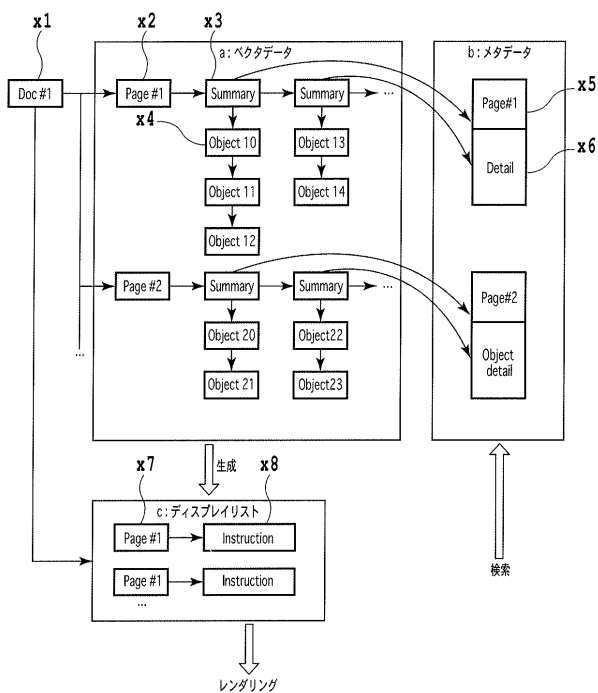 x1
x2
x3
a:ベクタデータ
b:メタデータ
Doc #1
Page #1
Summary
Summary
...
Page#1
x5
x4
Object 10
Object 13
x6
Detail
Object 11
Object 14
Object 12
Page #2
Summary
Summary
...
Page#2
Object 20
Object22
...
Object
detail
Object 21
Object23
x7
生成
x8
c:ディスプレイリスト
Page #1
Instruction
Page #1
Instruction
...
検索
レンダリング